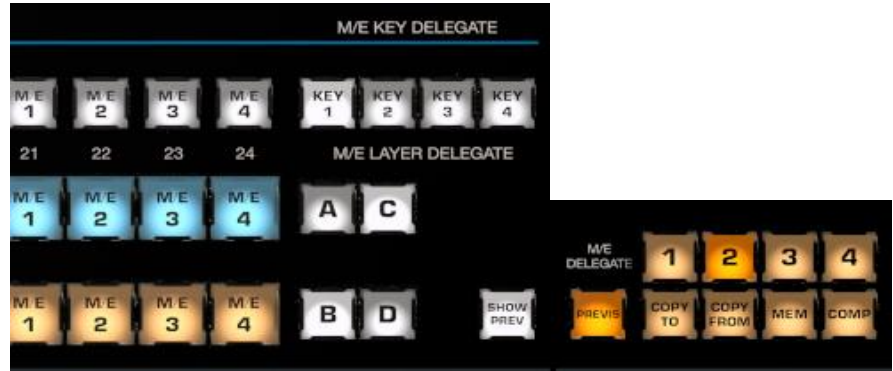 M/E KEY DELEGATE
M/E 1 M/E 2 M/E 3 M/E 4 KEY 1 KEY 2 KEY 3 KEY 4
21 22 23 24 M/E LAYER DELEGATE
M/E 1 M/E 2 M/E 3 M/E 4 A C
M/E 1 M/E 2 M/E 3 M/E 4 B D SHOW PREV
M/E DELEGATE 1 2 3 4
PREVIS COPY TO COPY FROM MEM COMP